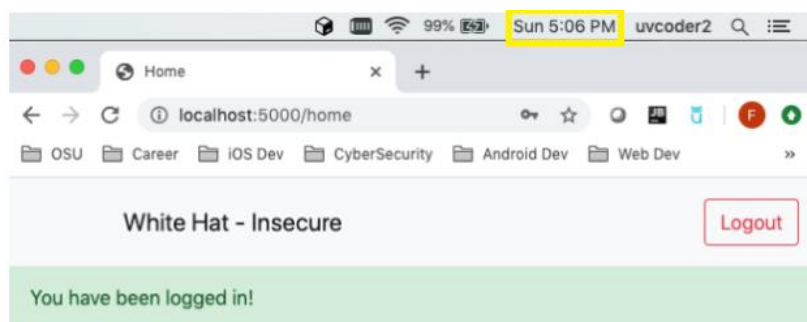 99% Sun 5:06 PM uvcoder2
Home
localhost:5000/home
OSU Career iOS Dev CyberSecurity Android Dev Web Dev »
White Hat - Insecure Logout
You have been logged in!